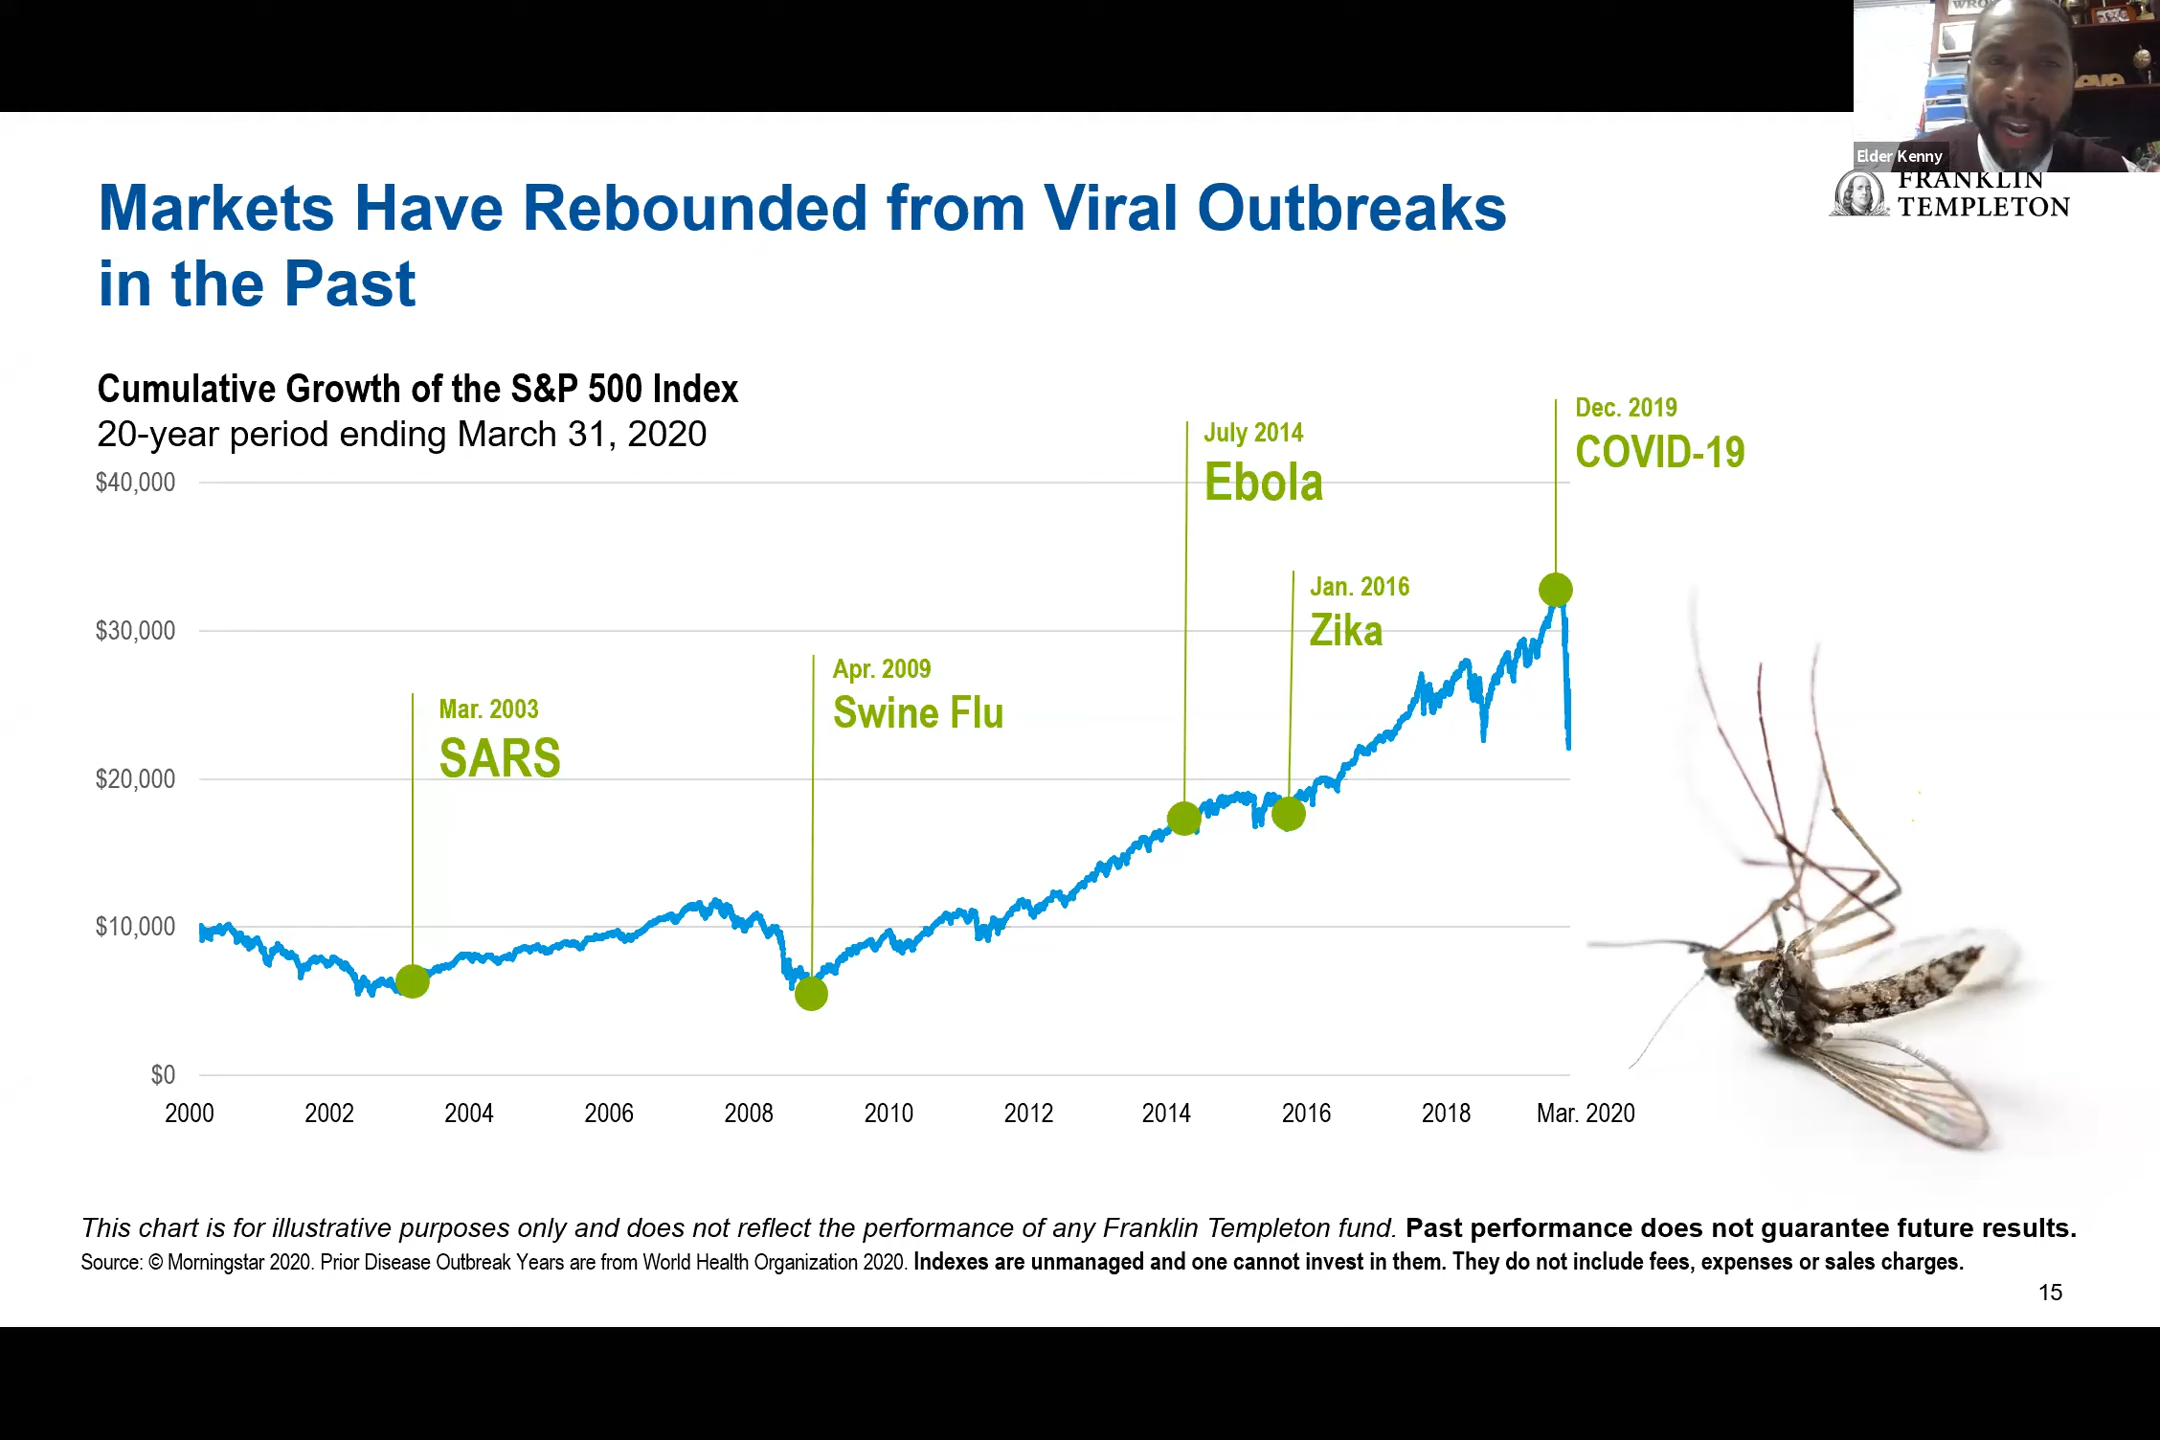 WRO
Elder Kenny
FRANKLIN
TEMPLETON
Markets Have Rebounded from Viral Outbreaks
in the Past
Cumulative Growth of the S&P 500 Index
20-year period ending March 31, 2020
Dec. 2019
COVID-19
July 2014
Ebola
Jan. 2016
Zika
Apr. 2009
Swine Flu
Mar. 2003
SARS
$40,000
$30,000
$20,000
$10,000
$0
2000 2002 2004 2006 2008 2010 2012 2014 2016 2018 Mar. 2020
This chart is for illustrative purposes only and does not reflect the performance of any Franklin Templeton fund. Past performance does not guarantee future results.
Source: © Morningstar 2020. Prior Disease Outbreak Years are from World Health Organization 2020. Indexes are unmanaged and one cannot invest in them. They do not include fees, expenses or sales charges.
15